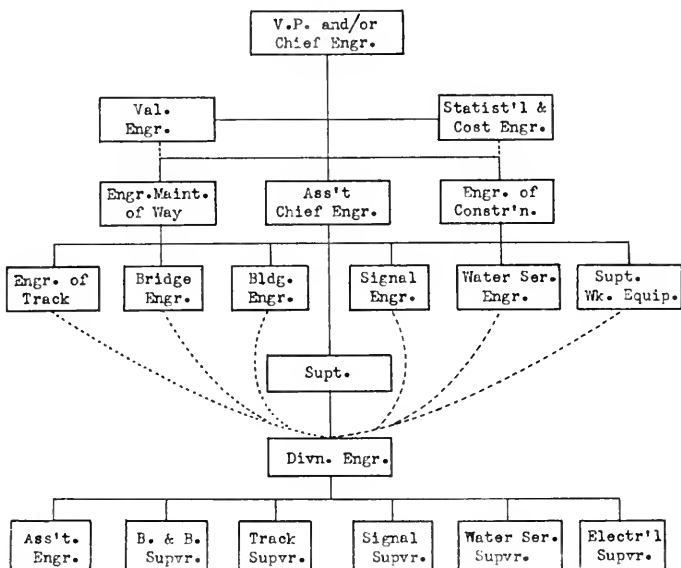 V.P. and/or
Chief Engr.
Val.
Engr.
Statist'l &
Cost Engr.
Engr.Maint.
of Way
Ass't
Chief Engr.
Engr. of
Constr'n.
Engr. of
Track
Bridge
Engr.
Bldg.
Engr.
Signal
Engr.
Water Ser.
Engr.
Supt.
Wk. Equip.
Supt.
Divn. Engr.
Ass't.
Engr.
B. & B.
Supvr.
Track
Supvr.
Signal
Supvr.
Water Ser.
Supvr.
Electr'l
Supvr.